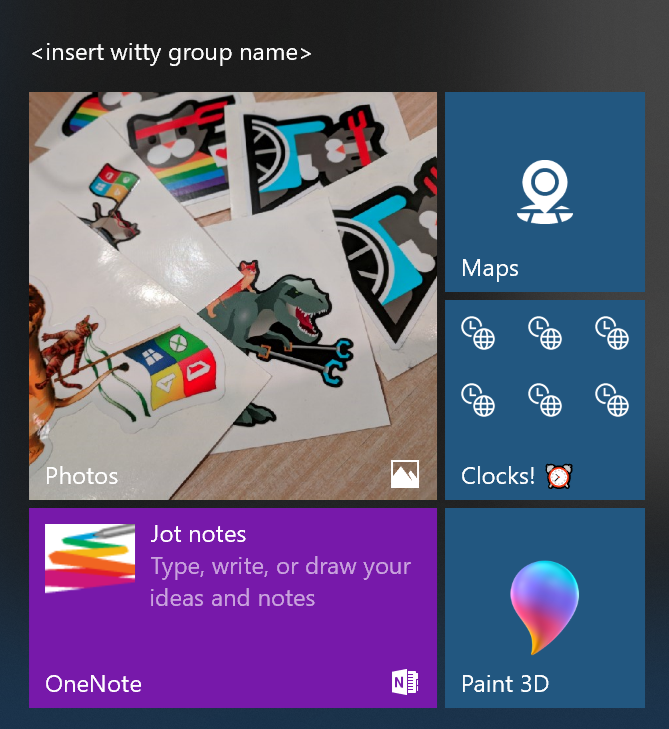 <insert witty group name>
Photos
Maps
Clocks! ⏰
Jot notes
Type, write, or draw your
ideas and notes
OneNote
N
Paint 3D